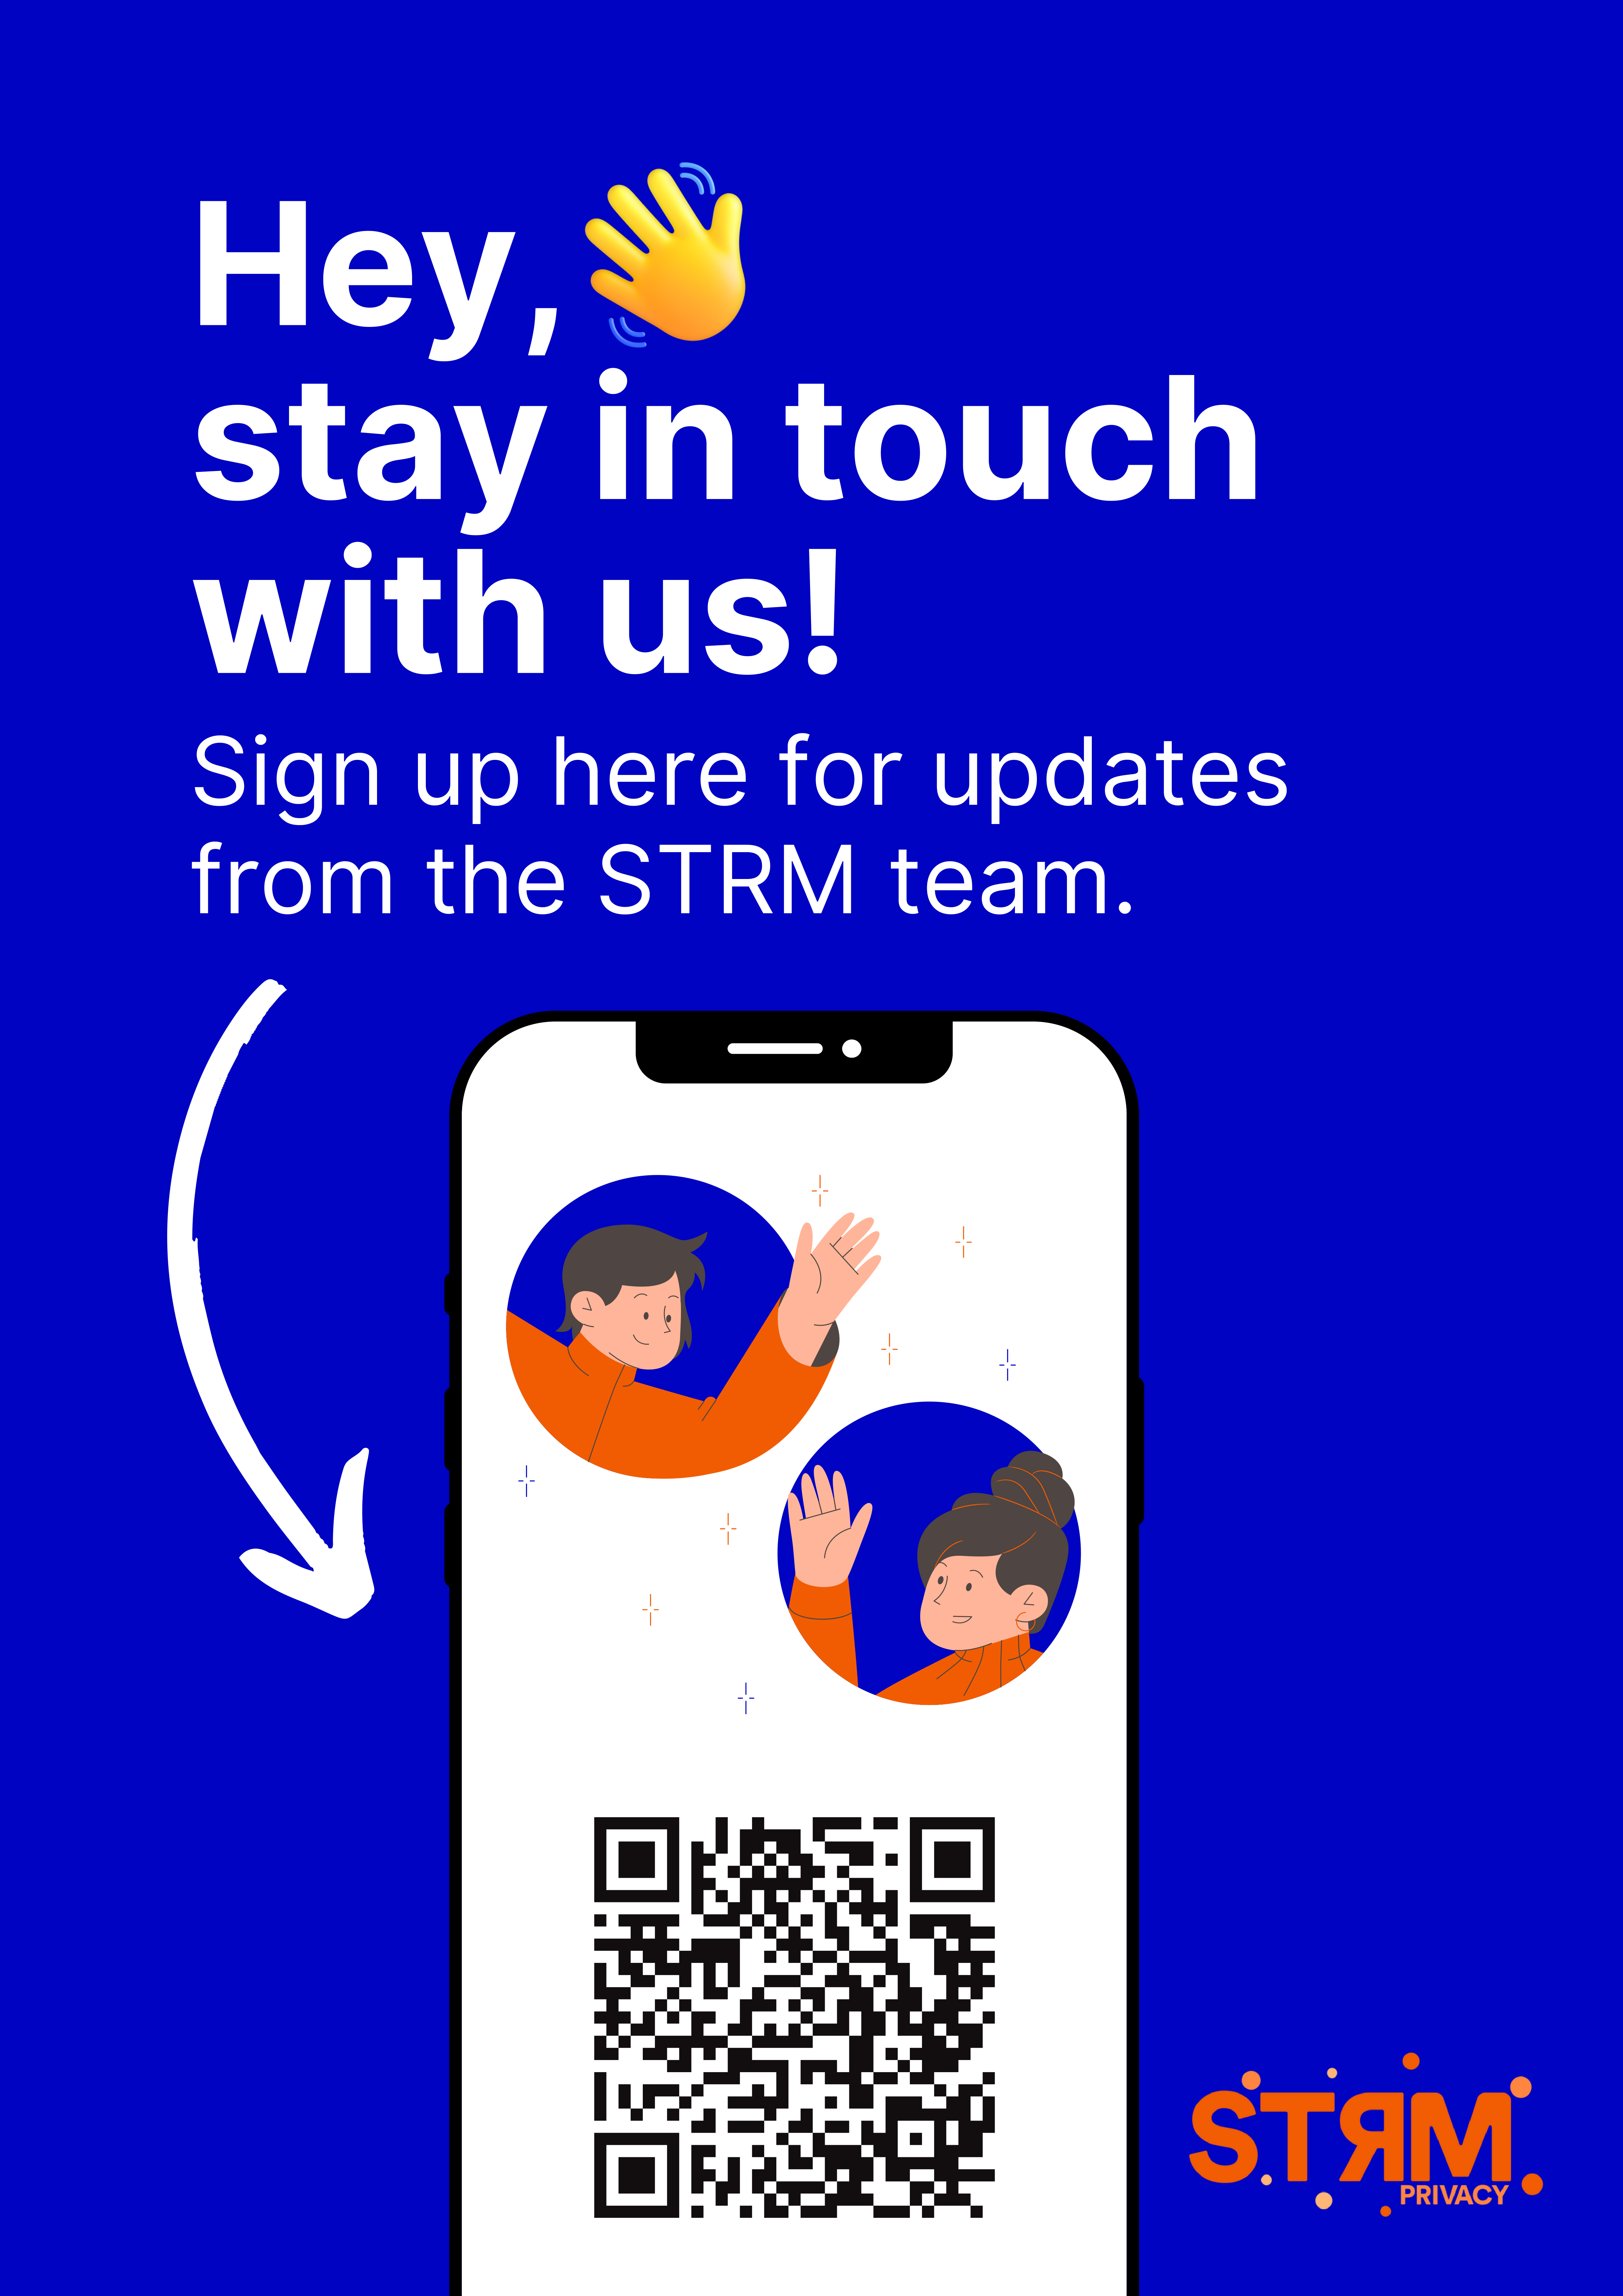 Hey, 👋
stay in touch
with us!
Sign up here for updates
from the STRM team.
STRM
PRIVACY